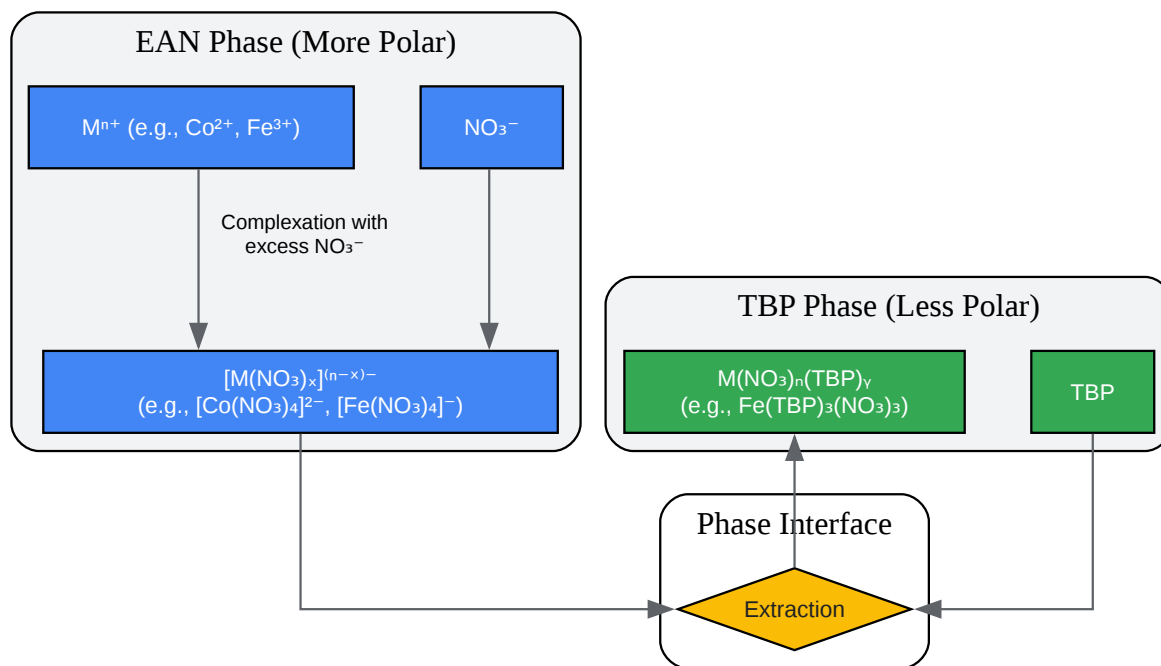 EAN Phase (More Polar)
Mⁿ⁺ (e.g., Co²⁺, Fe³⁺)
NO₃⁻
Complexation with
excess NO₃⁻
[M(NO₃)ₓ]⁽ⁿ⁻ˣ⁾⁻
(e.g., [Co(NO₃)₄]²⁻, [Fe(NO₃)₄]⁻)
TBP Phase (Less Polar)
M(NO₃)ₙ(TBP)ᵧ
(e.g., Fe(TBP)₃(NO₃)₃)
TBP
Phase Interface
Extraction